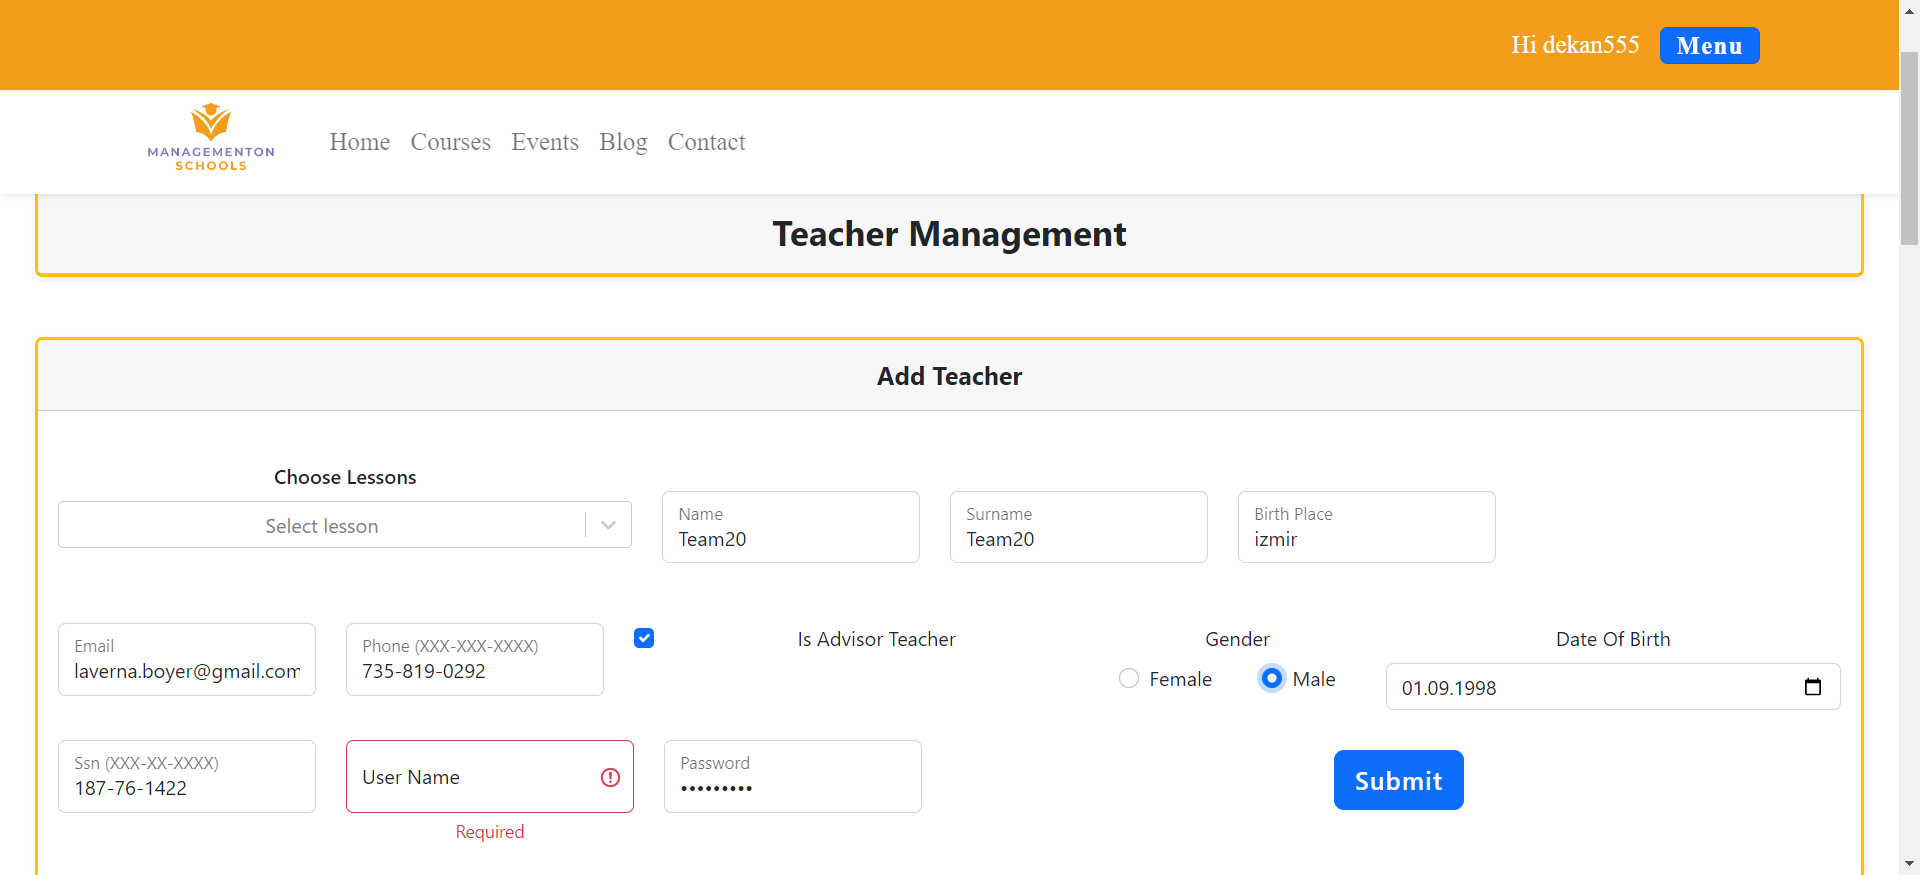 Hi dekan555 Menu
MANAGEMENTON
SCHOOLS
Home Courses Events Blog Contact
Teacher Management
Add Teacher
Choose Lessons
Select lesson
Name
Team20
Surname
Team20
Birth Place
izmir
Email
laverna.boyer@gmail.com
Phone (XXX-XXX-XXXX)
735-819-0292
Is Advisor Teacher
Gender
Female Male
Date Of Birth
01.09.1998
Ssn (XXX-XX-XXXX)
187-76-1422
User Name
Required
Password
•••••••••
Submit